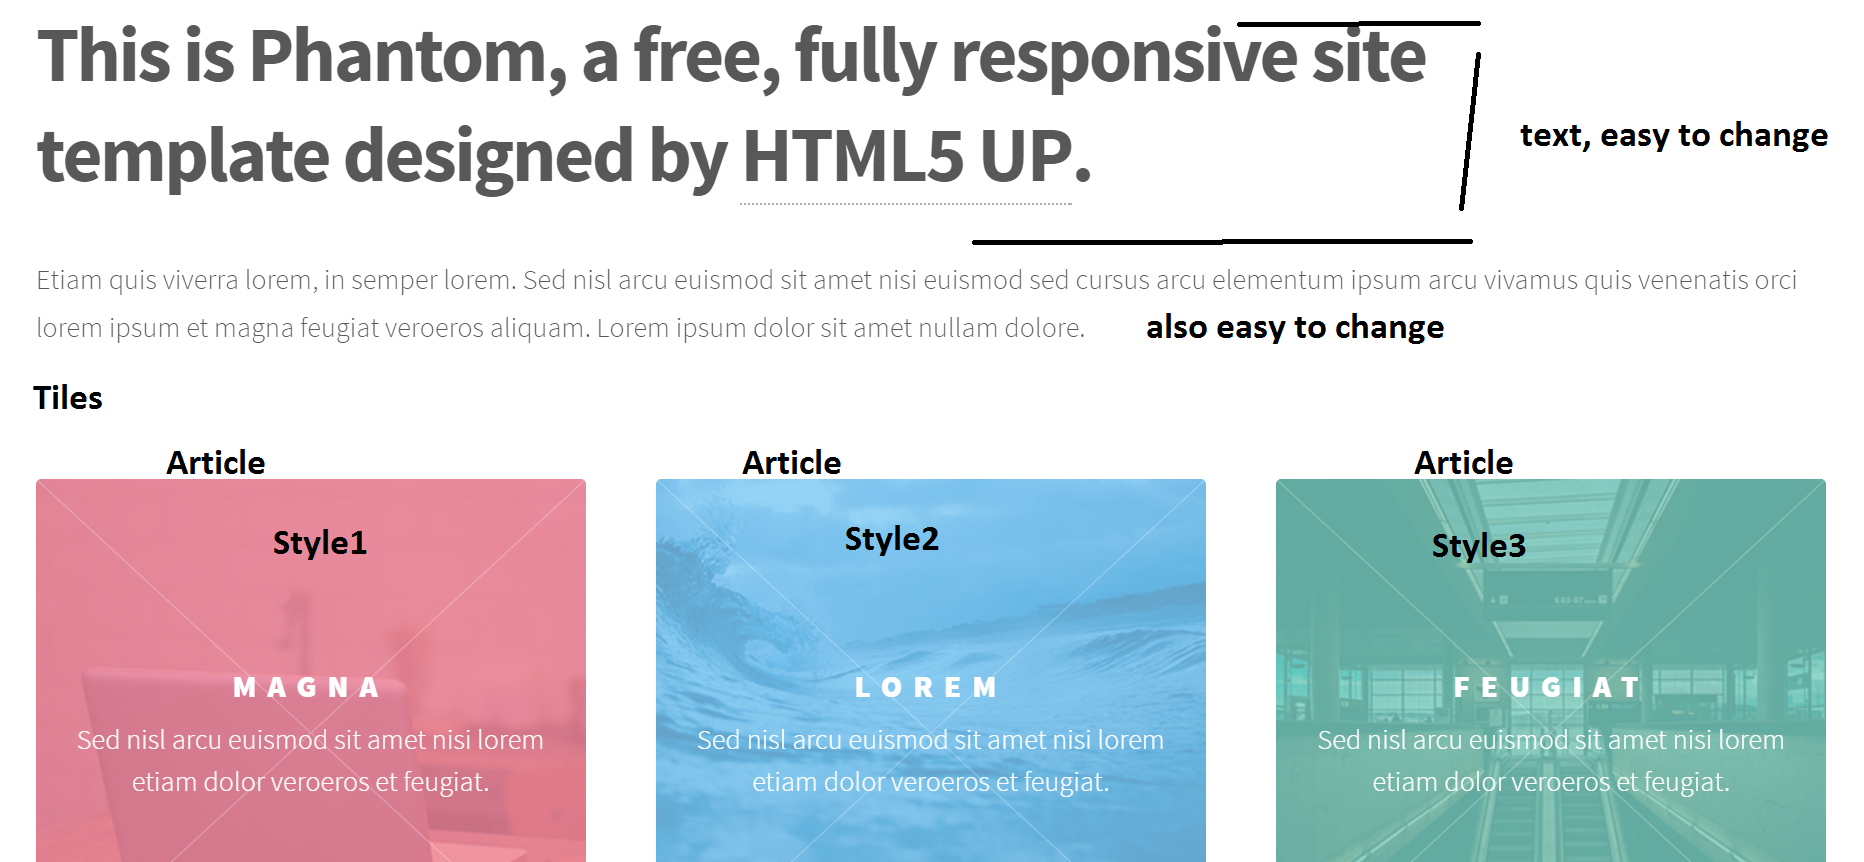 This is Phantom, a free, fully responsive site
template designed by HTML5 UP.
text, easy to change
Etiam quis viverra lorem, in semper lorem. Sed nisl arcu euismod sit amet nisi euismod sed cursus arcu elementum ipsum arcu vivamus quis venenatis orci
lorem ipsum et magna feugiat veroeros aliquam. Lorem ipsum dolor sit amet nullam dolore.
also easy to change
Tiles
Article
Article
Article
Style1
Style2
Style3
MAGNA
Sed nisl arcu euismod sit amet nisi lorem
etiam dolor veroeros et feugiat.
LOREM
Sed nisl arcu euismod sit amet nisi lorem
etiam dolor veroeros et feugiat.
FEUGIAT
Sed nisl arcu euismod sit amet nisi lorem
etiam dolor veroeros et feugiat.